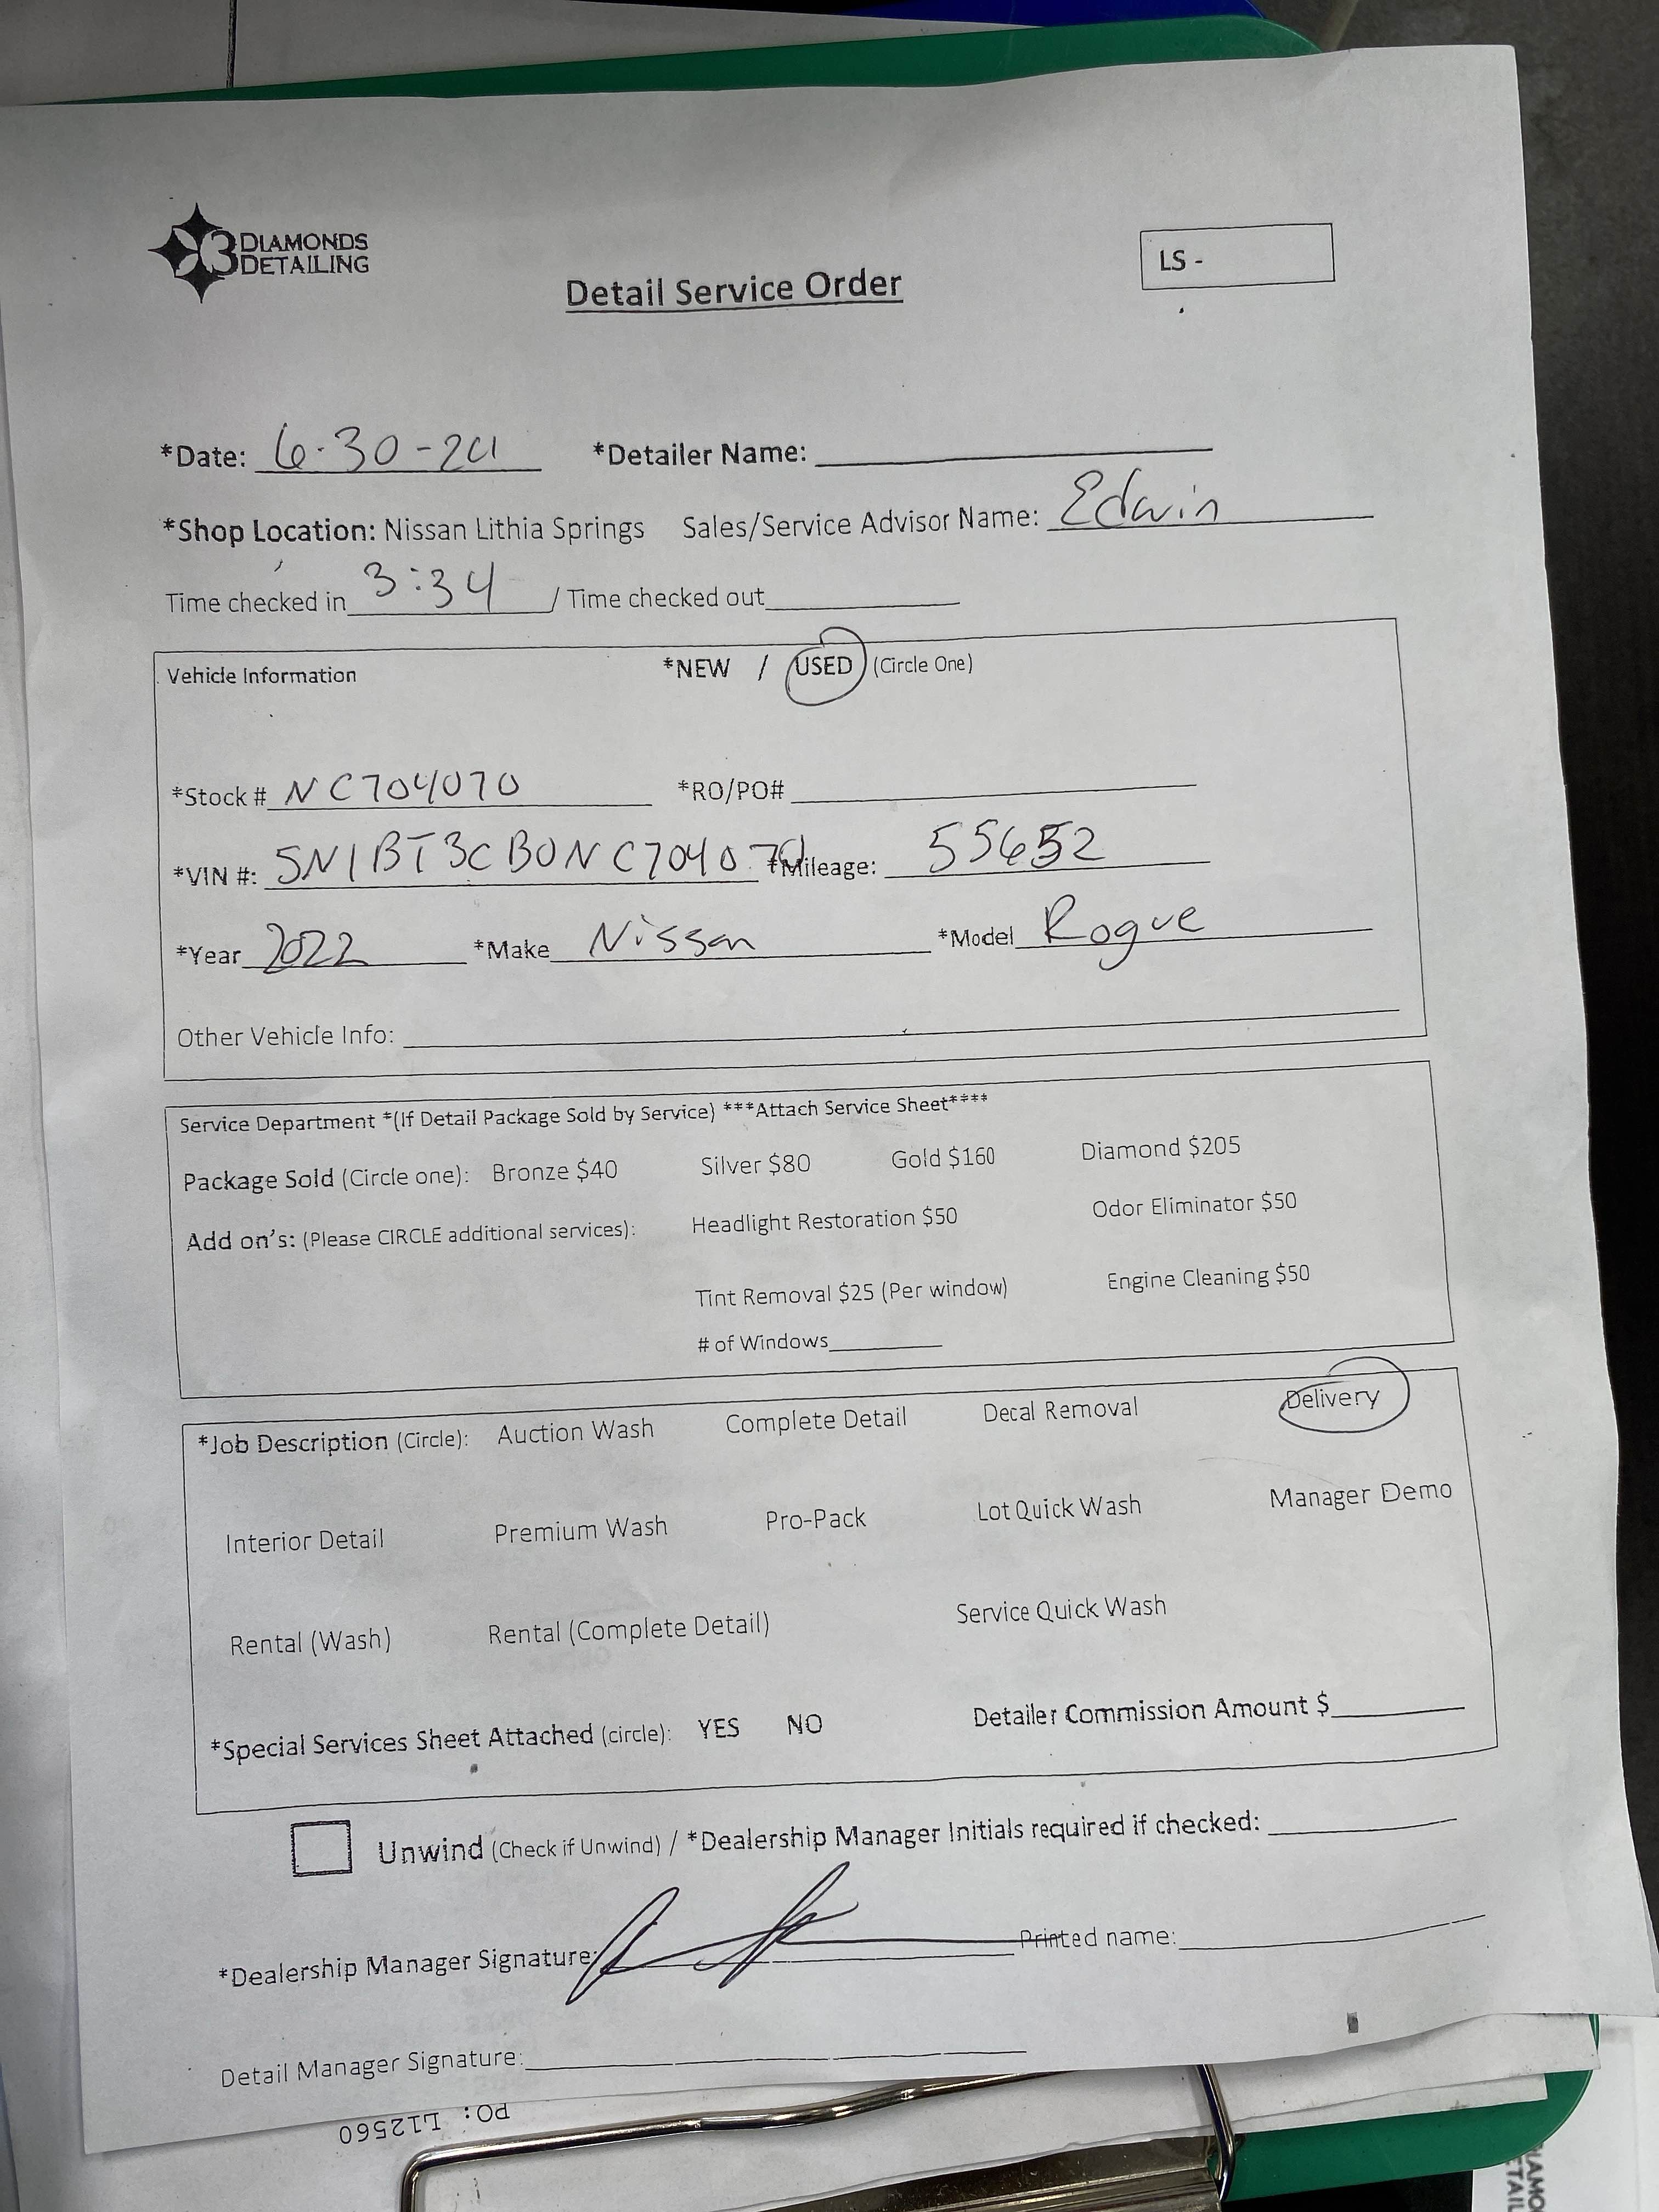 3 DIAMONDS
DETAILING
Detail Service Order
LS -
*Date: 6-30-24 *Detailer Name:
*Shop Location: Nissan Lithia Springs Sales/Service Advisor Name: Edwin
Time checked in 3:34 / Time checked out
Vehicle Information *NEW / USED (Circle One)
*Stock # NC704070 *RO/PO#
*VIN #: 5N1BT3CB0NC704070 *Mileage: 55652
*Year 2022 *Make Nissan *Model Rogue
Other Vehicle Info:
Service Department *(If Detail Package Sold by Service) ***Attach Service Sheet****
Package Sold (Circle one): Bronze $40 Silver $80 Gold $160 Diamond $205
Add on's: (Please CIRCLE additional services): Headlight Restoration $50 Odor Eliminator $50
Tint Removal $25 (Per window) Engine Cleaning $50
# of Windows
*Job Description (Circle): Auction Wash Complete Detail Decal Removal Delivery
Interior Detail Premium Wash Pro-Pack Lot Quick Wash Manager Demo
Rental (Wash) Rental (Complete Detail) Service Quick Wash
*Special Services Sheet Attached (circle): YES NO Detailer Commission Amount $
Unwind (Check if Unwind) / *Dealership Manager Initials required if checked:
*Dealership Manager Signature: Printed name:
Detail Manager Signature:
PO: L12560